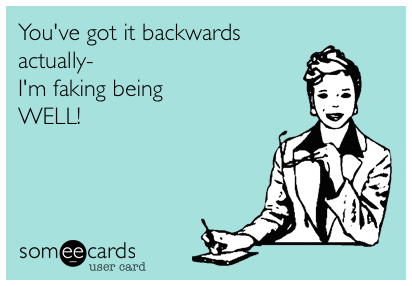 You've got it backwards
actually-
I'm faking being
WELL!
someecards
user card